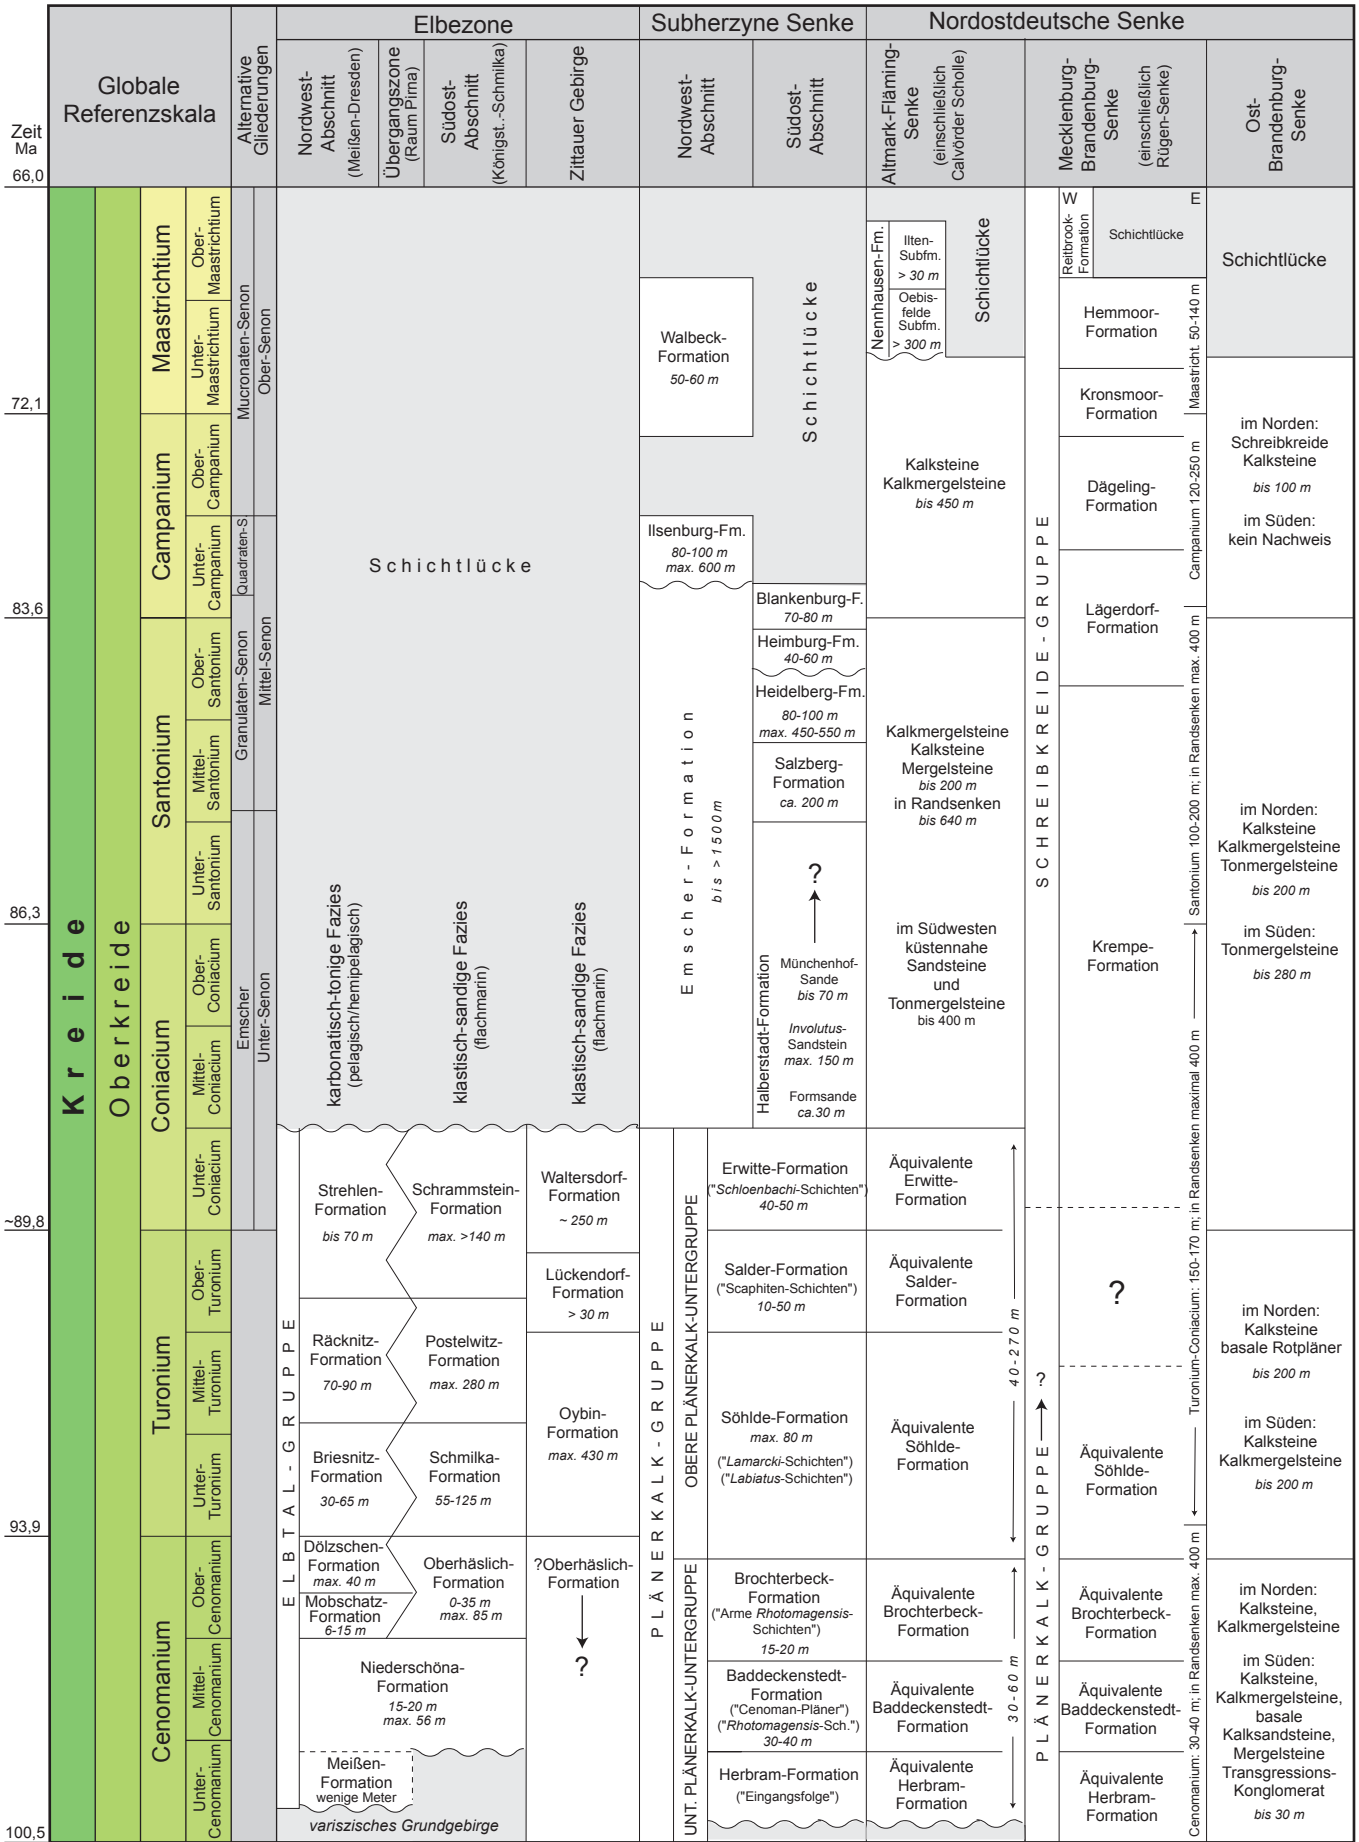 Elbezone
Subherzyne Senke
Nordostdeutsche Senke
Globale
Referenzskala
Alternative
Gliederungen
Nordwest-
Abschnitt
(Meißen-Dresden)
Übergangszone
(Raum Pirna)
Südost-
Abschnitt
(Königst..-Schmilka)
Zittauer Gebirge
Nordwest-
Abschnitt
Südost-
Abschnitt
Altmark-Fläming-
Senke
(einschließlich
Calvörder Scholle)
Mecklenburg-
Brandenburg-
Senke
(einschließlich
Rügen-Senke)
Ost-
Brandenburg-
Senke
Zeit
Ma
66,0
72,1
83,6
86,3
~89,8
93,9
100,5
Kreide
Oberkreide
Maastrichtium
Campanium
Santonium
Coniacium
Turonium
Cenomanium
Ober-
Maastrichtium
Unter-
Maastrichtium
Ober-
Campanium
Unter-
Campanium
Ober-
Santonium
Mittel-
Santonium
Unter-
Santonium
Ober-
Coniacium
Mittel-
Coniacium
Unter-
Coniacium
Ober-
Turonium
Mittel-
Turonium
Unter-
Turonium
Ober-
Cenomanium
Mittel-
Cenomanium
Unter-
Cenomanium
Mucronaten-Senon
Quadraten-S.
Granulaten-Senon
Emscher
Ober-Senon
Mittel-Senon
Unter-Senon
Schichtlücke
karbonatisch-tonige Fazies
(pelagisch/hemipelagisch)
klastisch-sandige Fazies
(flachmarin)
klastisch-sandige Fazies
(flachmarin)
ELBTAL-GRUPPE
Strehlen-
Formation
bis 70 m
Räcknitz-
Formation
70-90 m
Briesnitz-
Formation
30-65 m
Dölzschen-
Formation
max. 40 m
Mobschatz-
Formation
6-15 m
Niederschöna-
Formation
15-20 m
max. 56 m
Meißen-
Formation
wenige Meter
variszisches Grundgebirge
Schrammstein-
Formation
max. >140 m
Postelwitz-
Formation
max. 280 m
Schmilka-
Formation
55-125 m
Oberhäslich-
Formation
0-35 m
max. 85 m
Waltersdorf-
Formation
~ 250 m
Lückendorf-
Formation
> 30 m
Oybin-
Formation
max. 430 m
?Oberhäslich-
Formation
?
Schichtlücke
Walbeck-
Formation
50-60 m
Ilsenburg-Fm.
80-100 m
max. 600 m
Emscher-Formation
bis >1500m
Blankenburg-F.
70-80 m
Heimburg-Fm.
40-60 m
Heidelberg-Fm.
80-100 m
max. 450-550 m
Salzberg-
Formation
ca. 200 m
?
Halberstadt-Formation
Münchenhof-
Sande
bis 70 m
Involutus-
Sandstein
max. 150 m
Formsande
ca.30 m
PLÄNERKALK-GRUPPE
OBERE PLÄNERKALK-UNTERGRUPPE
UNT. PLÄNERKALK-UNTERGRUPPE
Erwitte-Formation
("Schloenbachi-Schichten")
40-50 m
Salder-Formation
("Scaphiten-Schichten")
10-50 m
Söhlde-Formation
max. 80 m
("Lamarcki-Schichten")
("Labiatus-Schichten")
Brochterbeck-
Formation
("Arme Rhotomagensis-
Schichten")
15-20 m
Baddeckenstedt-
Formation
("Cenoman-Pläner")
("Rhotomagensis-Sch.")
30-40 m
Herbram-Formation
("Eingangsfolge")
Nennhausen-Fm.
Ilten-
Subfm.
> 30 m
Oebis-
felde
Subfm.
> 300 m
Schichtlücke
Kalksteine
Kalkmergelsteine
bis 450 m
Kalkmergelsteine
Kalksteine
Mergelsteine
bis 200 m
in Randsenken
bis 640 m
im Südwesten
küstennahe
Sandsteine
und
Tonmergelsteine
bis 400 m
Äquivalente
Erwitte-
Formation
Äquivalente
Salder-
Formation
Äquivalente
Söhlde-
Formation
Äquivalente
Brochterbeck-
Formation
Äquivalente
Baddeckenstedt-
Formation
Äquivalente
Herbram-
Formation
40-270 m
30-60 m
SCHREIBKREIDE-GRUPPE
?
PLÄNERKALK-GRUPPE
W
E
Reitbrook-
Formation
Schichtlücke
Hemmoor-
Formation
Kronsmoor-
Formation
Dägeling-
Formation
Lägerdorf-
Formation
Krempe-
Formation
?
Äquivalente
Söhlde-
Formation
Äquivalente
Brochterbeck-
Formation
Äquivalente
Baddeckenstedt-
Formation
Äquivalente
Herbram-
Formation
Maastricht. 50-140 m
Campanium 120-250 m
Santonium 100-200 m; in Randsenken max. 400 m
Turonium-Coniacium: 150-170 m; in Randsenken maximal 400 m
Cenomanium: 30-40 m; in Randsenken max. 400 m
Schichtlücke
im Norden:
Schreibkreide
Kalksteine
bis 100 m
im Süden:
kein Nachweis
im Norden:
Kalksteine
Kalkmergelsteine
Tonmergelsteine
bis 200 m
im Süden:
Tonmergelsteine
bis 280 m
im Norden:
Kalksteine
basale Rotpläner
bis 200 m
im Süden:
Kalksteine
Kalkmergelsteine
bis 200 m
im Norden:
Kalksteine,
Kalkmergelsteine
im Süden:
Kalksteine,
Kalkmergelsteine,
basale
Kalksandsteine,
Mergelsteine
Transgressions-
Konglomerat
bis 30 m